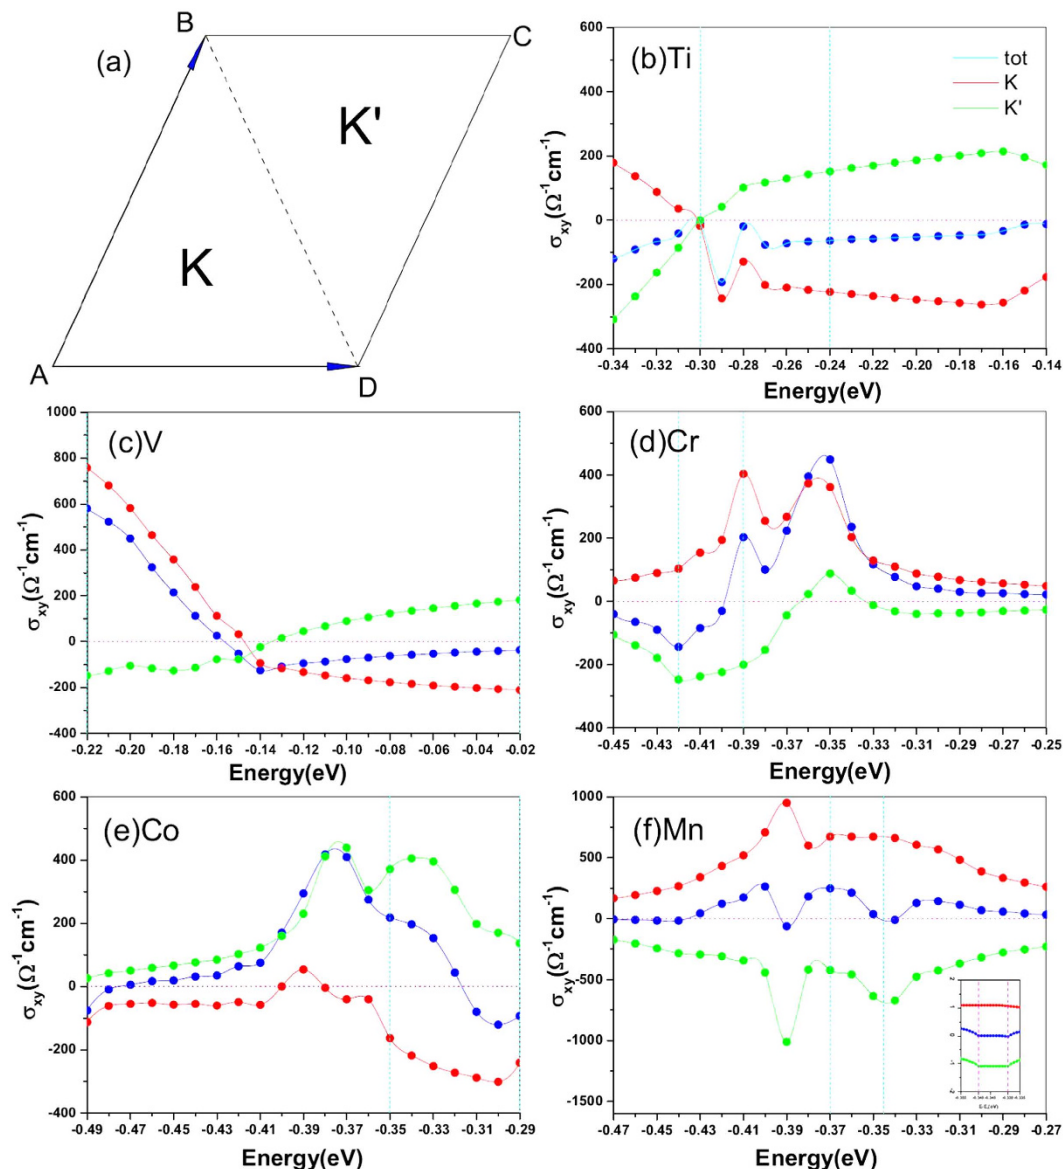 (a)
B
C
K'
K
A
D
(b)Ti
tot
K
K'
600
400
200
0
-200
-400
σxy(Ω⁻¹cm⁻¹)
-0.34 -0.32 -0.30 -0.28 -0.26 -0.24 -0.22 -0.20 -0.18 -0.16 -0.14
Energy(eV)
(c)V
1000
800
600
400
200
0
-200
-400
σxy(Ω⁻¹cm⁻¹)
-0.22 -0.20 -0.18 -0.16 -0.14 -0.12 -0.10 -0.08 -0.06 -0.04 -0.02
Energy(eV)
(d)Cr
600
400
200
0
-200
-400
σxy(Ω⁻¹cm⁻¹)
-0.45 -0.43 -0.41 -0.39 -0.37 -0.35 -0.33 -0.31 -0.29 -0.27 -0.25
Energy(eV)
(e)Co
600
400
200
0
-200
-400
σxy(Ω⁻¹cm⁻¹)
-0.49 -0.47 -0.45 -0.43 -0.41 -0.39 -0.37 -0.35 -0.33 -0.31 -0.29
Energy(eV)
(f)Mn
1000
500
0
-500
-1000
-1500
σxy(Ω⁻¹cm⁻¹)
-0.47 -0.45 -0.43 -0.41 -0.39 -0.37 -0.35 -0.33 -0.31 -0.29 -0.27
Energy(eV)